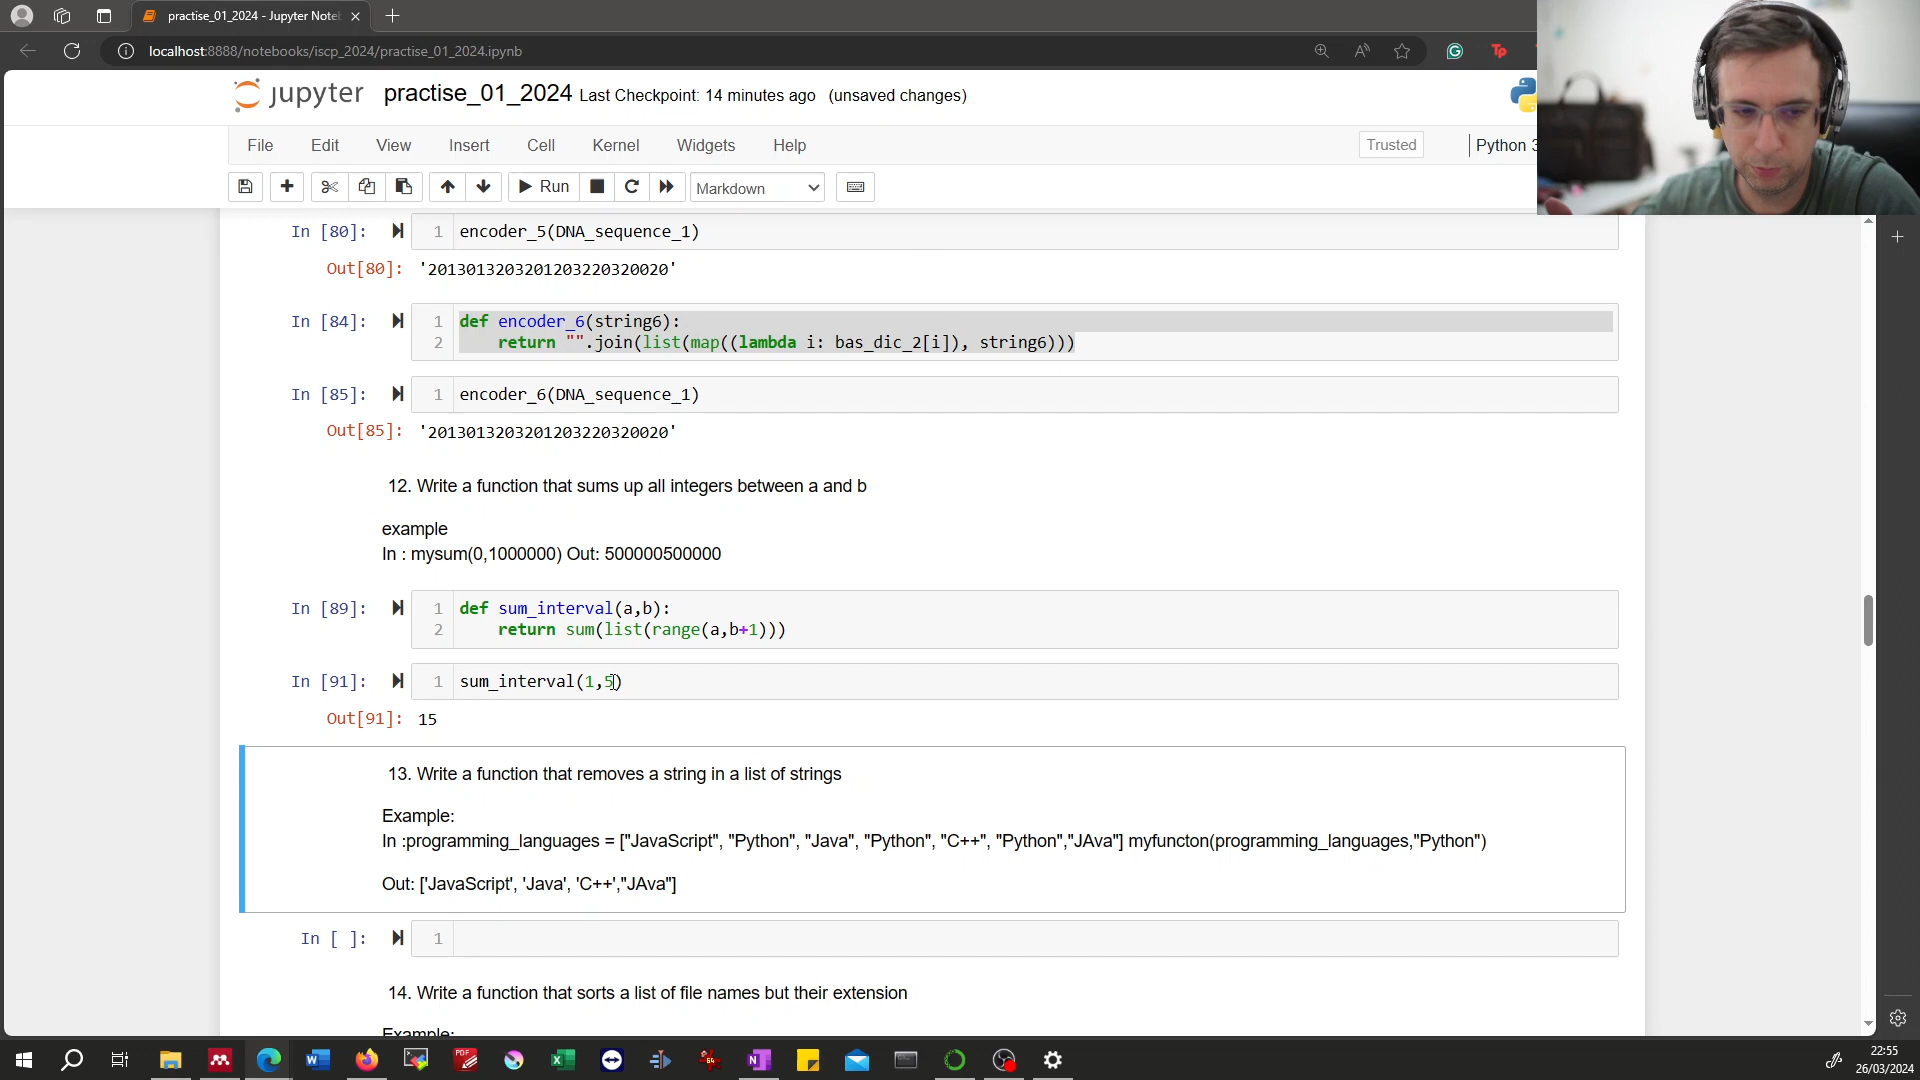 practise_01_2024 - Jupyter Note
localhost:8888/notebooks/iscp_2024/practise_01_2024.ipynb
jupyter practise_01_2024 Last Checkpoint: 14 minutes ago (unsaved changes)
File Edit View Insert Cell Kernel Widgets Help Trusted Python 3
Run Markdown
In [80]: 1 encoder_5(DNA_sequence_1)
Out[80]: '2013013203201203220320020'
In [84]: 1 def encoder_6(string6):
2 return "".join(list(map((lambda i: bas_dic_2[i]), string6)))
In [85]: 1 encoder_6(DNA_sequence_1)
Out[85]: '2013013203201203220320020'
12. Write a function that sums up all integers between a and b
example
In : mysum(0,1000000) Out: 500000500000
In [89]: 1 def sum_interval(a,b):
2 return sum(list(range(a,b+1)))
In [91]: 1 sum_interval(1,5)
Out[91]: 15
13. Write a function that removes a string in a list of strings
Example:
In :programming_languages = ["JavaScript", "Python", "Java", "Python", "C++", "Python","JAva"] myfuncton(programming_languages,"Python")
Out: ['JavaScript', 'Java', 'C++',"JAva"]
In [ ]: 1
14. Write a function that sorts a list of file names but their extension
Example:
22:55
26/03/2024